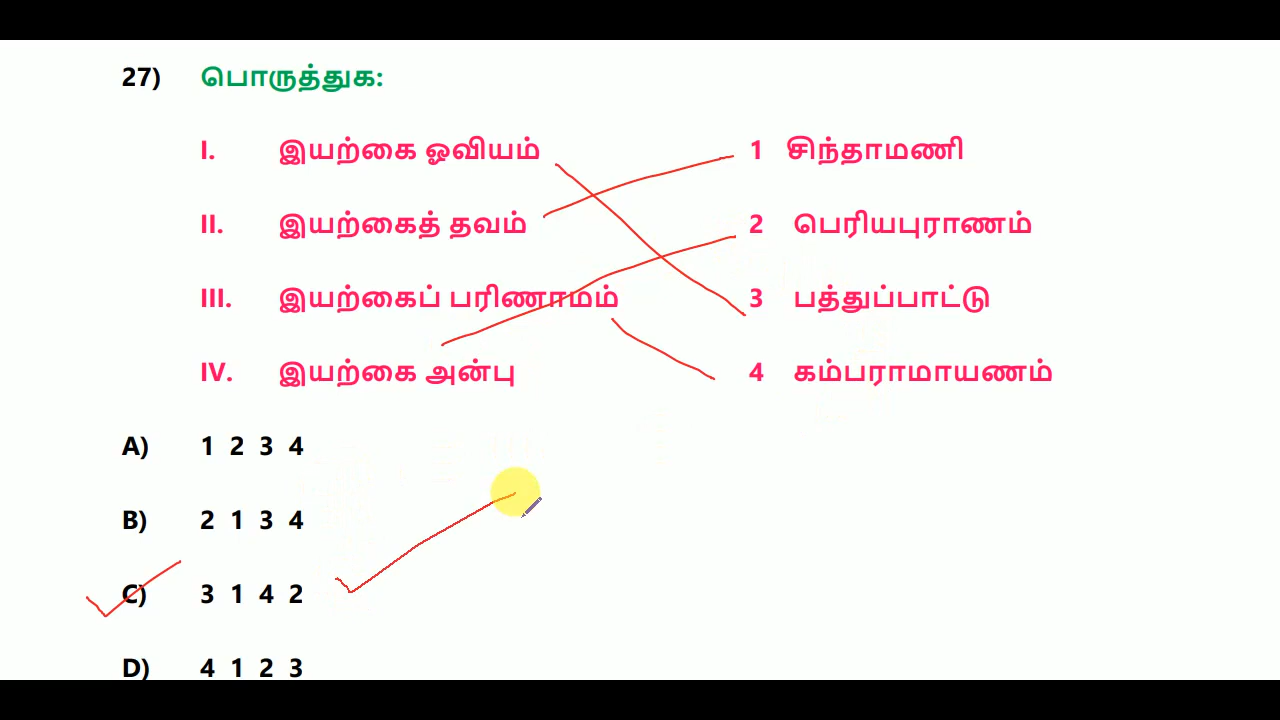 27) பொருத்துக:
I. இயற்கை ஓவியம் 1 சிந்தாமணி
II. இயற்கைத் தவம் 2 பெரியபுராணம்
III. இயற்கைப் பரிணாமம் 3 பத்துப்பாட்டு
IV. இயற்கை அன்பு 4 கம்பராமாயணம்
A) 1 2 3 4
B) 2 1 3 4
C) 3 1 4 2
D) 4 1 2 3